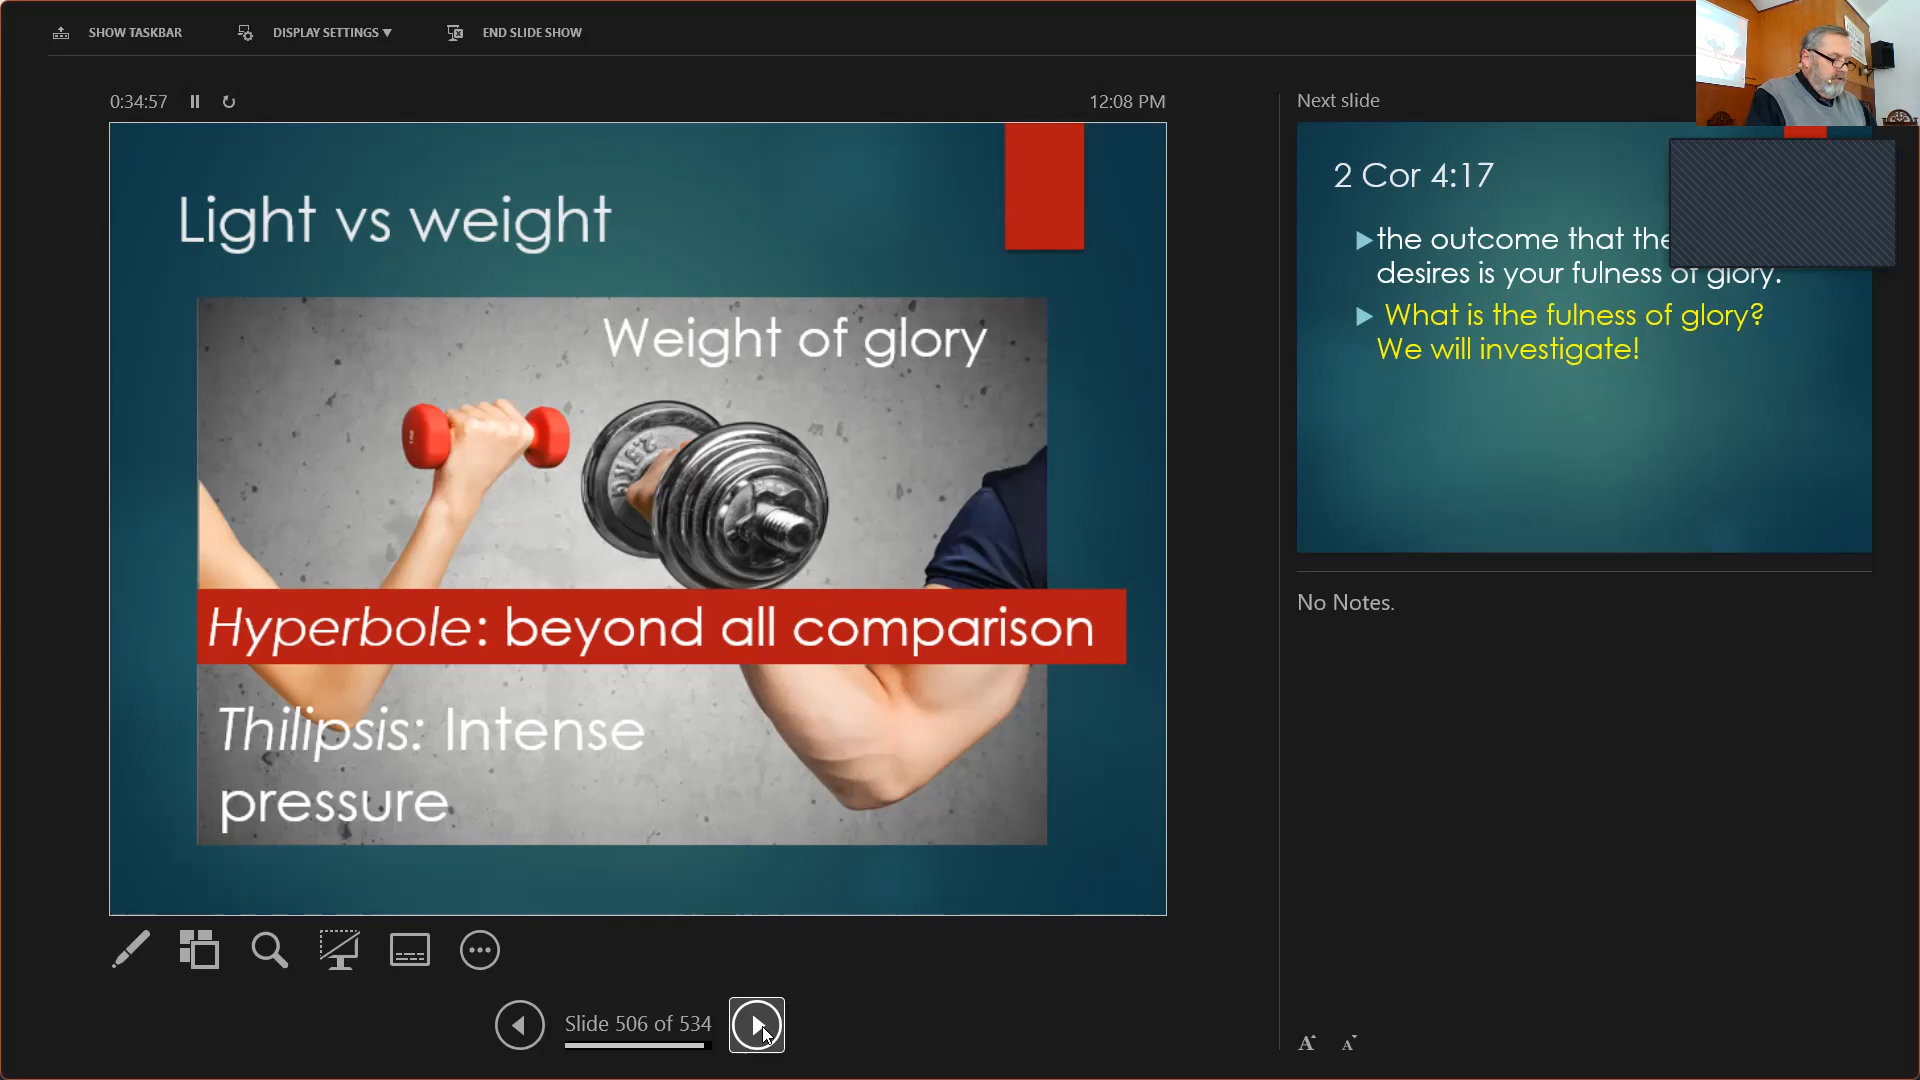 SHOW TASKBAR
DISPLAY SETTINGS
END SLIDE SHOW
0:34:57
12:08 PM
Light vs weight
Weight of glory
Hyperbole: beyond all comparison
Thilipsis: Intense
pressure
Slide 506 of 534
Next slide
2 Cor 4:17
the outcome that the
desires is your fulness of glory.
What is the fulness of glory?
We will investigate!
No Notes.
A
A